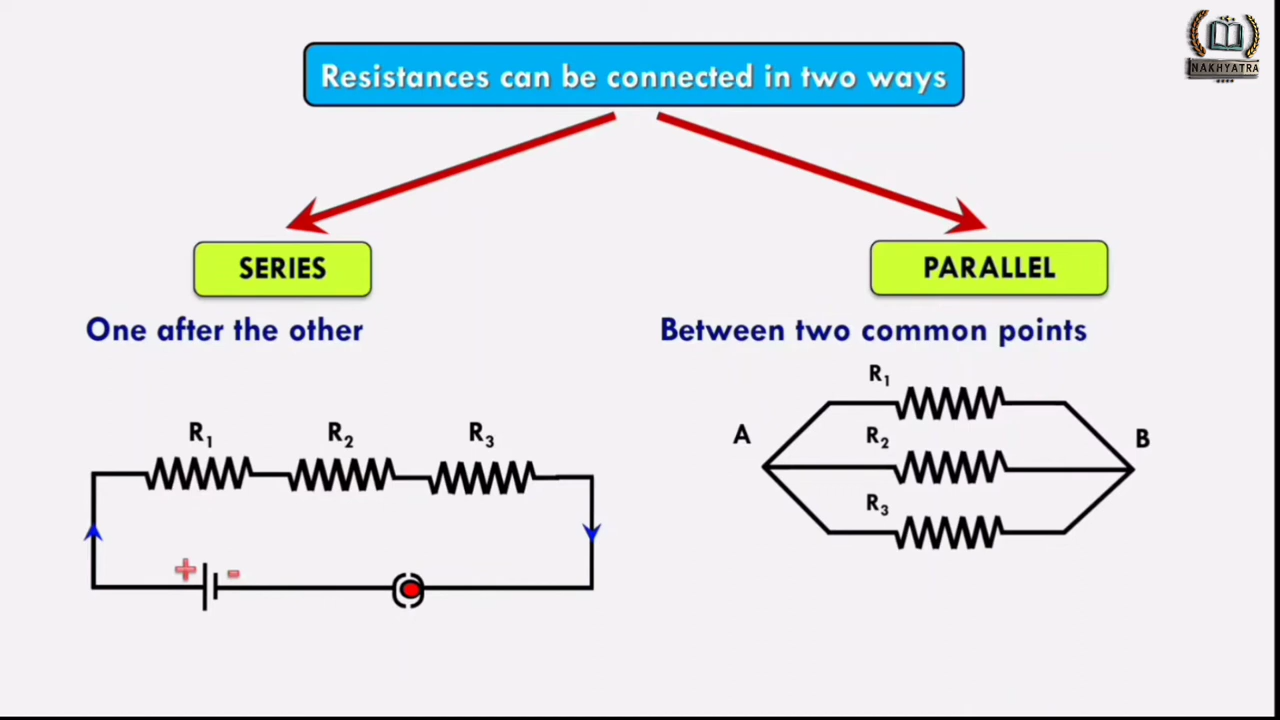 NAKHYATRA
Resistances can be connected in two ways
SERIES
PARALLEL
One after the other
Between two common points
R₁
R₂
R₃
+
-
R₁
A
R₂
B
R₃